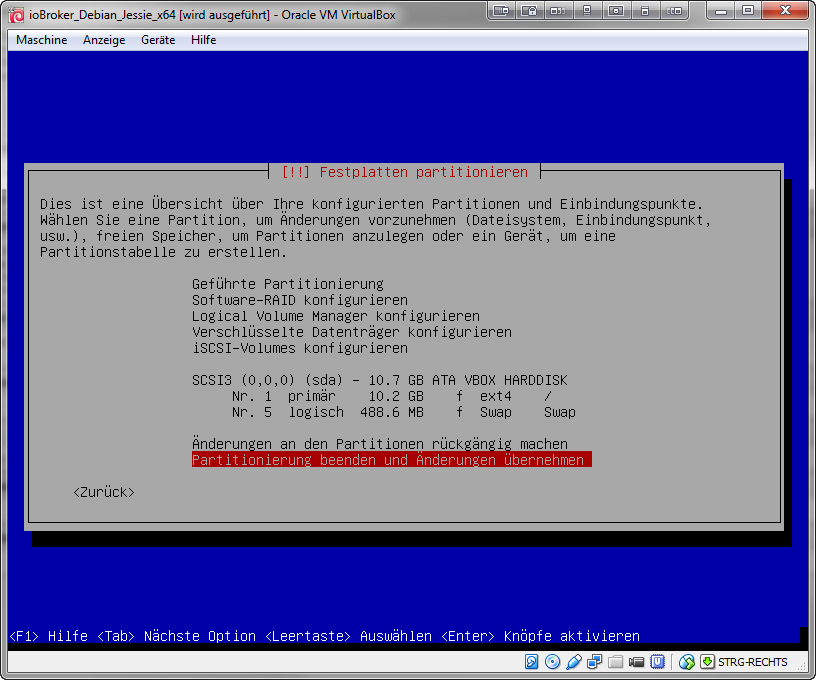 ioBroker_Debian_Jessie_x64 [wird ausgeführt] - Oracle VM VirtualBox
Maschine Anzeige Geräte Hilfe
[!!] Festplatten partitionieren
Dies ist eine Übersicht über Ihre konfigurierten Partitionen und Einbindungspunkte.
Wählen Sie eine Partition, um Änderungen vorzunehmen (Dateisystem, Einbindungspunkt,
usw.), freien Speicher, um Partitionen anzulegen oder ein Gerät, um eine
Partitionstabelle zu erstellen.
Geführte Partitionierung
Software-RAID konfigurieren
Logical Volume Manager konfigurieren
Verschlüsselte Datenträger konfigurieren
iSCSI-Volumes konfigurieren
SCSI3 (0,0,0) (sda) - 10.7 GB ATA VBOX HARDDISK
Nr. 1 primär 10.2 GB f ext4 /
Nr. 5 logisch 488.6 MB f Swap Swap
Änderungen an den Partitionen rückgängig machen
Partitionierung beenden und Änderungen übernehmen
<Zurück>
<F1> Hilfe <Tab> Nächste Option <Leertaste> Auswählen <Enter> Knöpfe aktivieren
STRG-RECHTS